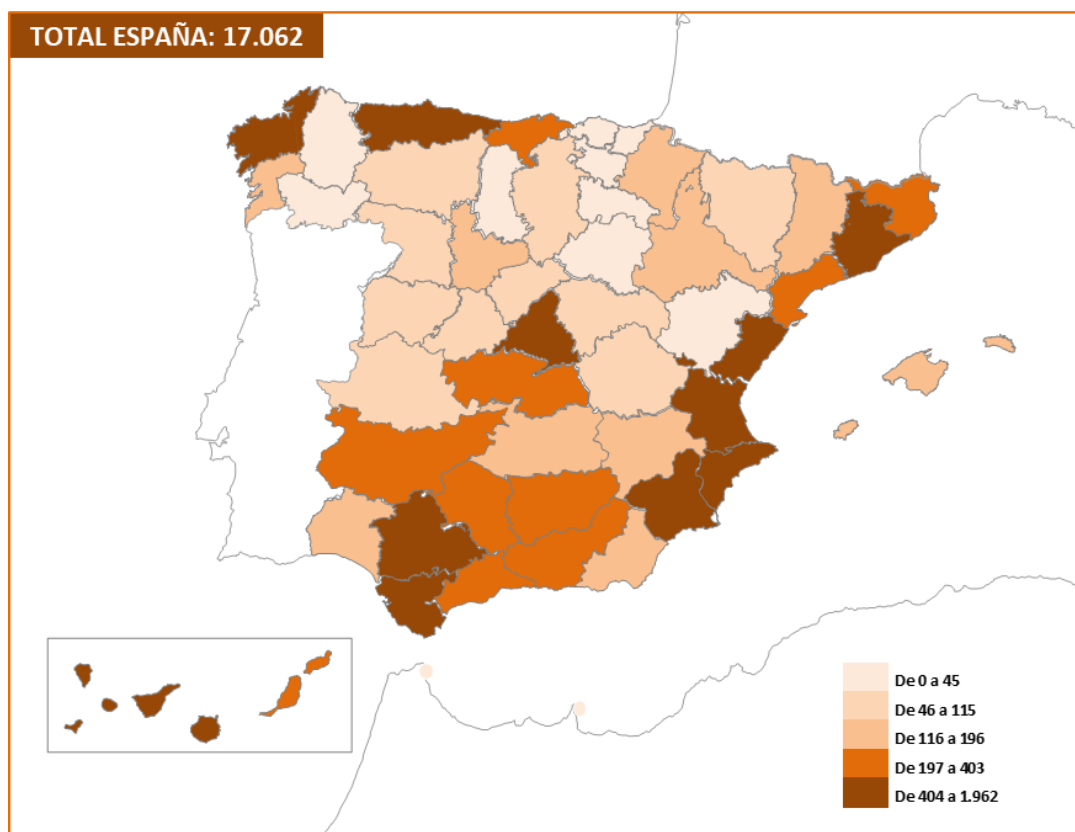 TOTAL ESPAÑA: 17.062
De 0 a 45
De 46 a 115
De 116 a 196
De 197 a 403
De 404 a 1.962